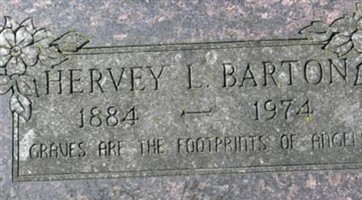 HERVEY L. BARTON
1884 — 1974
GRAVES ARE THE FOOTPRINTS OF ANGEL